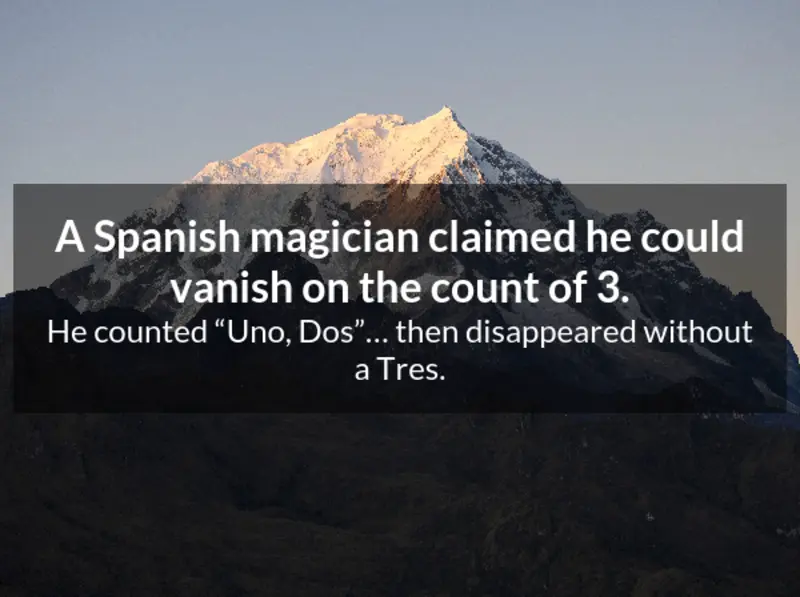 A Spanish magician claimed he could
vanish on the count of 3.
He counted “Uno, Dos”... then disappeared without
a Tres.